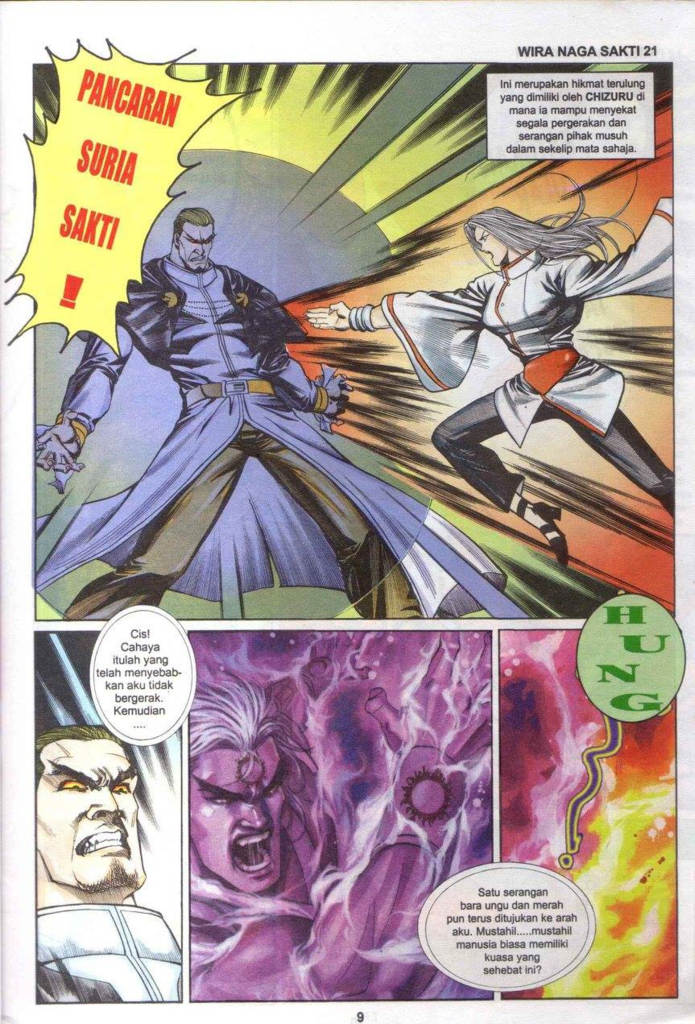 WIRA NAGA SAKTI 21
PANCARAN
SURIA
SAKTI
!
Ini merupakan hikmat terulung
yang dimiliki oleh CHIZURU di
mana ia mampu menyekat
segala pergerakan dan
serangan pihak musuh
dalam sekelip mata sahaja.
Cis!
Cahaya
itulah yang
telah menyebab-
kan aku tidak
bergerak.
Kemudian
....
HUNG
Satu serangan
bara ungu dan merah
pun terus ditujukan ke arah
aku. Mustahil.....mustahil
manusia biasa memiliki
kuasa yang
sehebat ini?
9